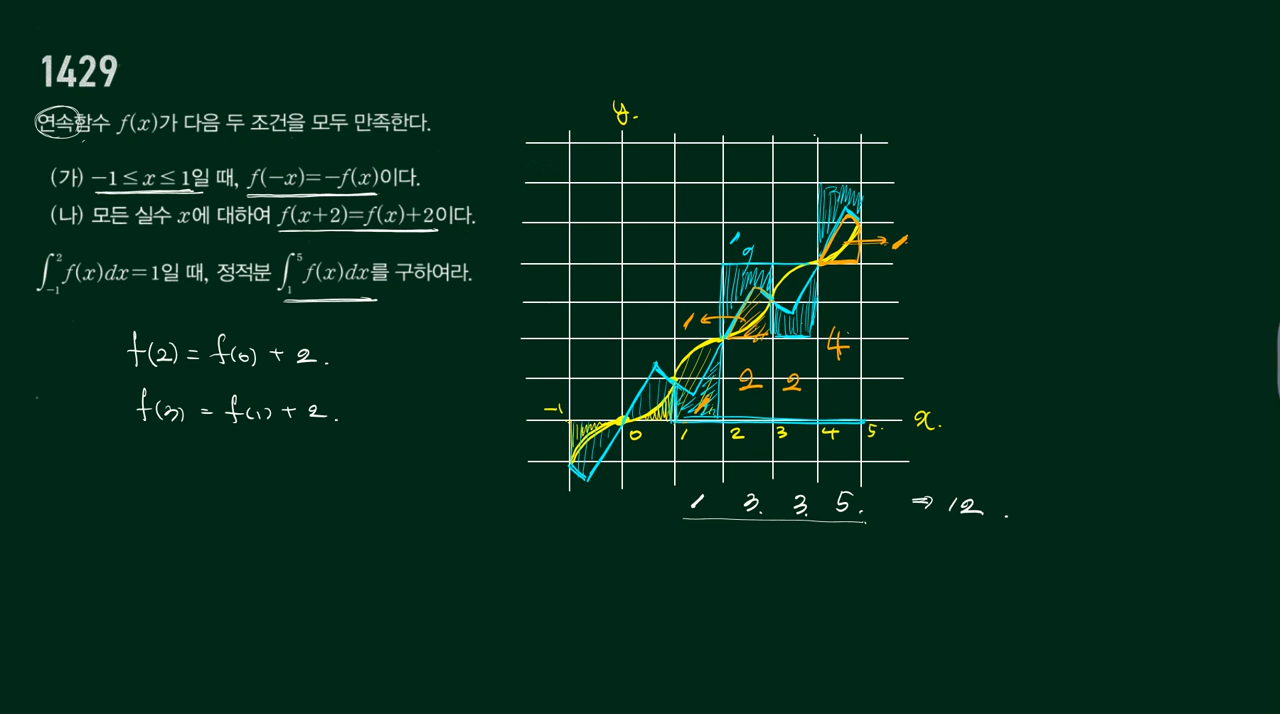 1429
연속함수 f(x)가 다음 두 조건을 모두 만족한다.
(가) −1≤x≤1일 때, f(−x)=−f(x)이다.
(나) 모든 실수 x에 대하여 f(x+2)=f(x)+2이다.
∫_{-1}^{2} f(x)dx=1일 때, 정적분 ∫_{1}^{5} f(x)dx를 구하여라.
f(2) = f(0) + 2.
f(3) = f(1) + 2.
y.
1
4
2 2
-1 0 1 2 3 4 5. x.
1 3. 3. 5. ⇒ 12.